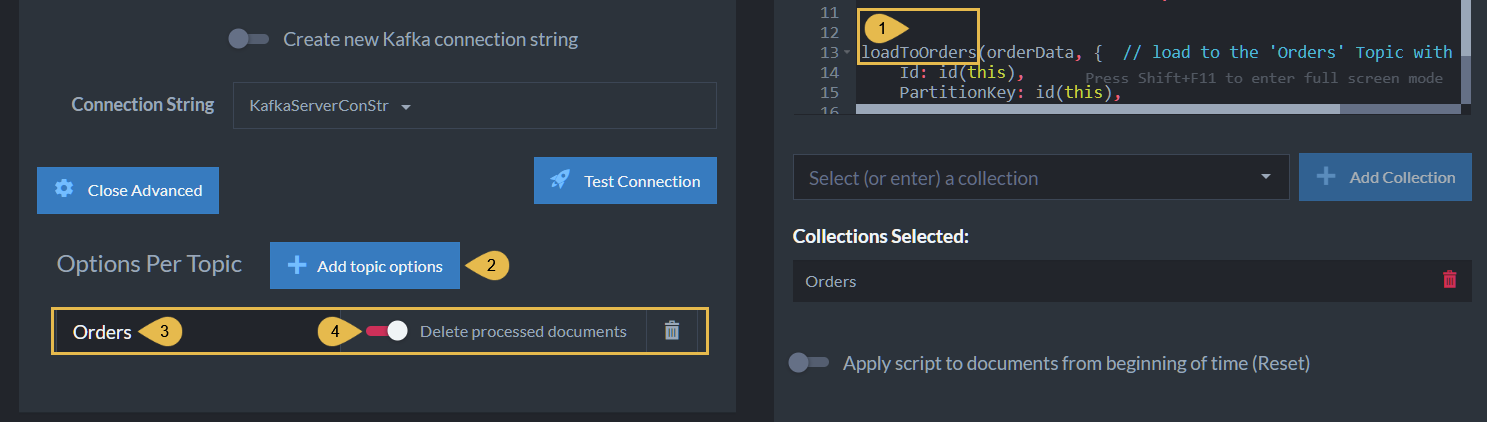 Create new Kafka connection string
Connection String
KafkaServerConStr
Close Advanced
Test Connection
Options Per Topic
Add topic options
2
Orders
3
4
Delete processed documents
11
1
12
13
loadToOrders(orderData, {  // load to the 'Orders' Topic with
14
Id: id(this),
Press Shift+F11 to enter full screen mode
15
PartitionKey: id(this),
16
Select (or enter) a collection
Add Collection
Collections Selected:
Orders
Apply script to documents from beginning of time (Reset)